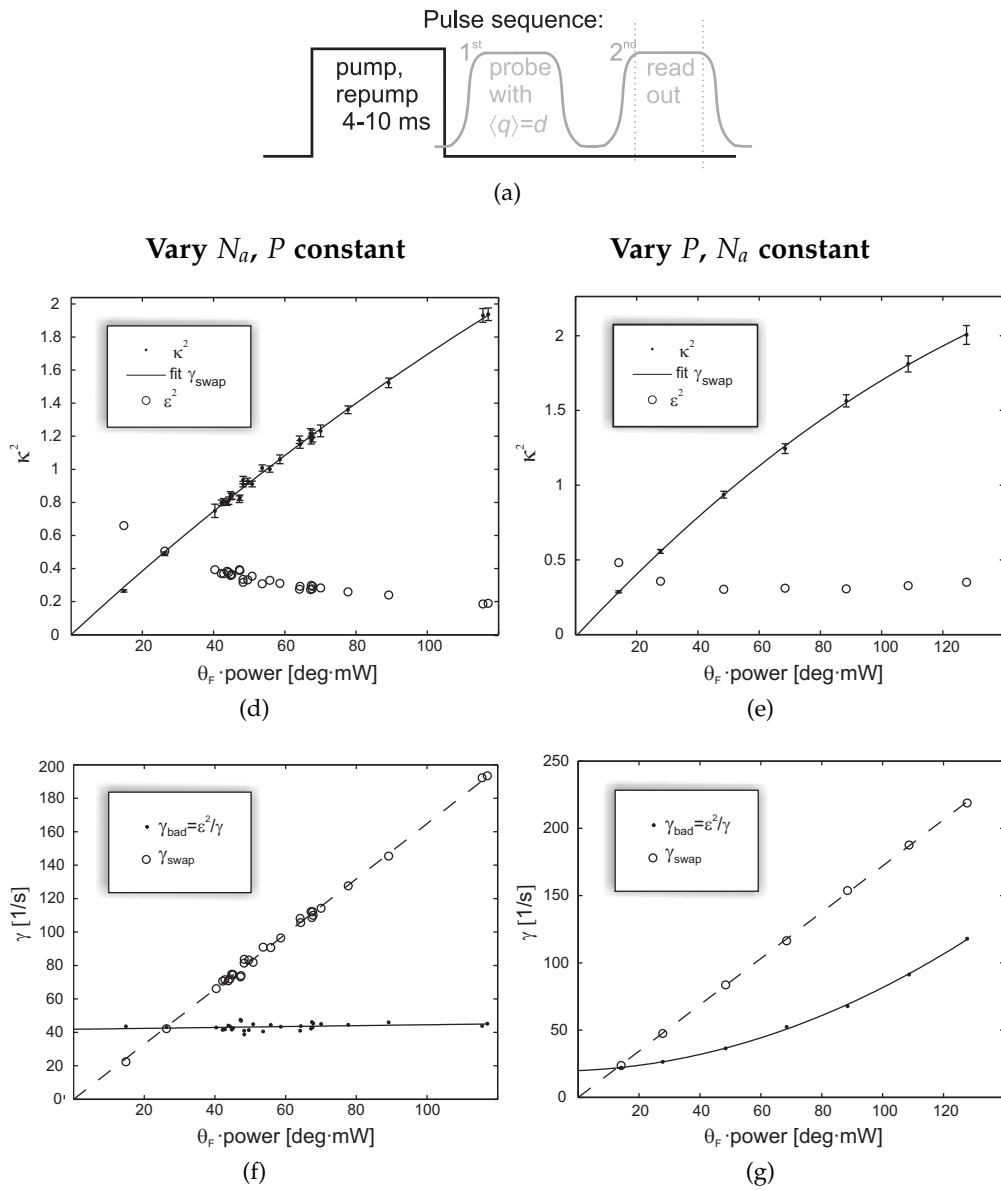 Pulse sequence:
1st
2nd
pump,
repump
4-10 ms
probe
with
⟨q⟩=d
read
out
(a)
Vary Na, P constant
Vary P, Na constant
2
1.8
1.6
1.4
1.2
1
0.8
0.6
0.4
0.2
0
κ2
κ2
fit γswap
ε2
20
40
60
80
100
θF·power [deg·mW]
(d)
2
1.5
1
0.5
0
κ2
κ2
fit γswap
ε2
20
40
60
80
100
120
θF·power [deg·mW]
(e)
200
180
160
140
120
100
80
60
40
20
0'
γ [1/s]
γbad=ε2/γ
γswap
20
40
60
80
100
θF·power [deg·mW]
(f)
250
200
150
100
50
0
γ [1/s]
γbad=ε2/γ
γswap
20
40
60
80
100
120
θF·power [deg·mW]
(g)